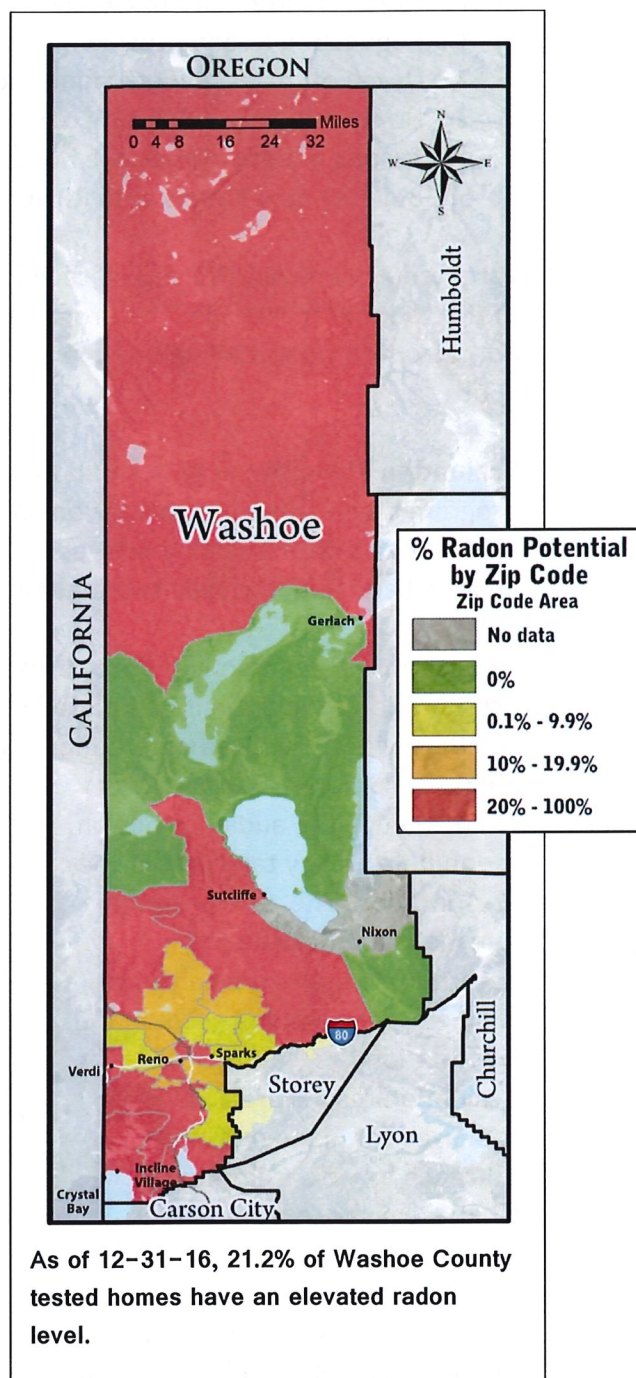 OREGON
Miles
0 4 8 16 24 32
N
W E
S
Humboldt
Washoe
CALIFORNIA
% Radon Potential
by Zip Code
Zip Code Area
No data
0%
0.1% - 9.9%
10% - 19.9%
20% - 100%
Gerlach
Sutcliffe
Nixon
80
Churchill
Verdi
Reno
Sparks
Storey
Lyon
Incline
Village
Crystal
Bay
Carson City
As of 12-31-16, 21.2% of Washoe County
tested homes have an elevated radon
level.